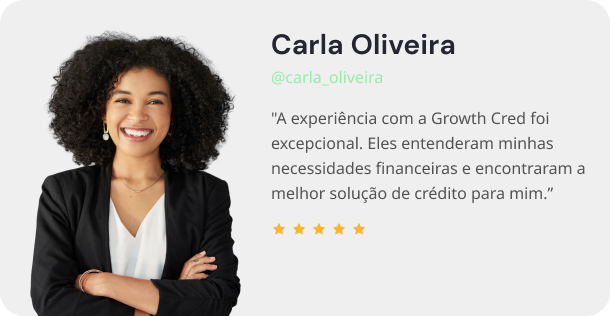 Carla Oliveira
@carla_oliveira
"A experiência com a Growth Cred foi
excepcional. Eles entenderam minhas
necessidades financeiras e encontraram a
melhor solução de crédito para mim.”